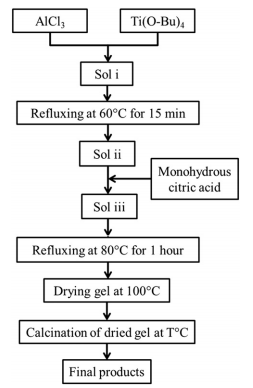 AlCl₃
Ti(O-Bu)₄
Sol i
Refluxing at 60°C for 15 min
Sol ii
Monohydrous
citric acid
Sol iii
Refluxing at 80°C for 1 hour
Drying gel at 100°C
Calcination of dried gel at T°C
Final products